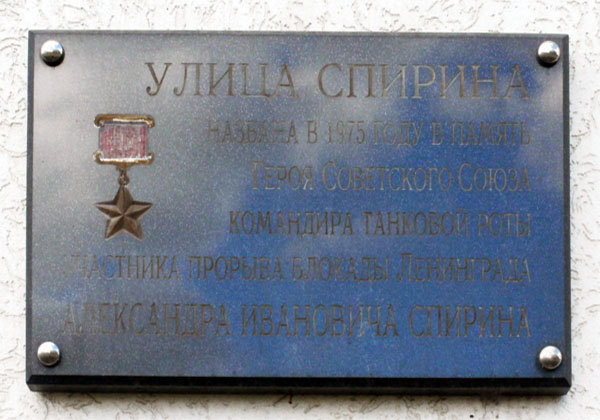 УЛИЦА СПИРИНА
НАЗВАНА В 1975 ГОДУ В ПАМЯТЬ
ГЕРОЯ СОВЕТСКОГО СОЮЗА
КОМАНДИРА ТАНКОВОЙ РОТЫ
УЧАСТНИКА ПРОРЫВА БЛОКАДЫ ЛЕНИНГРАДА
АЛЕКСАНДРА ИВАНОВИЧА СПИРИНА